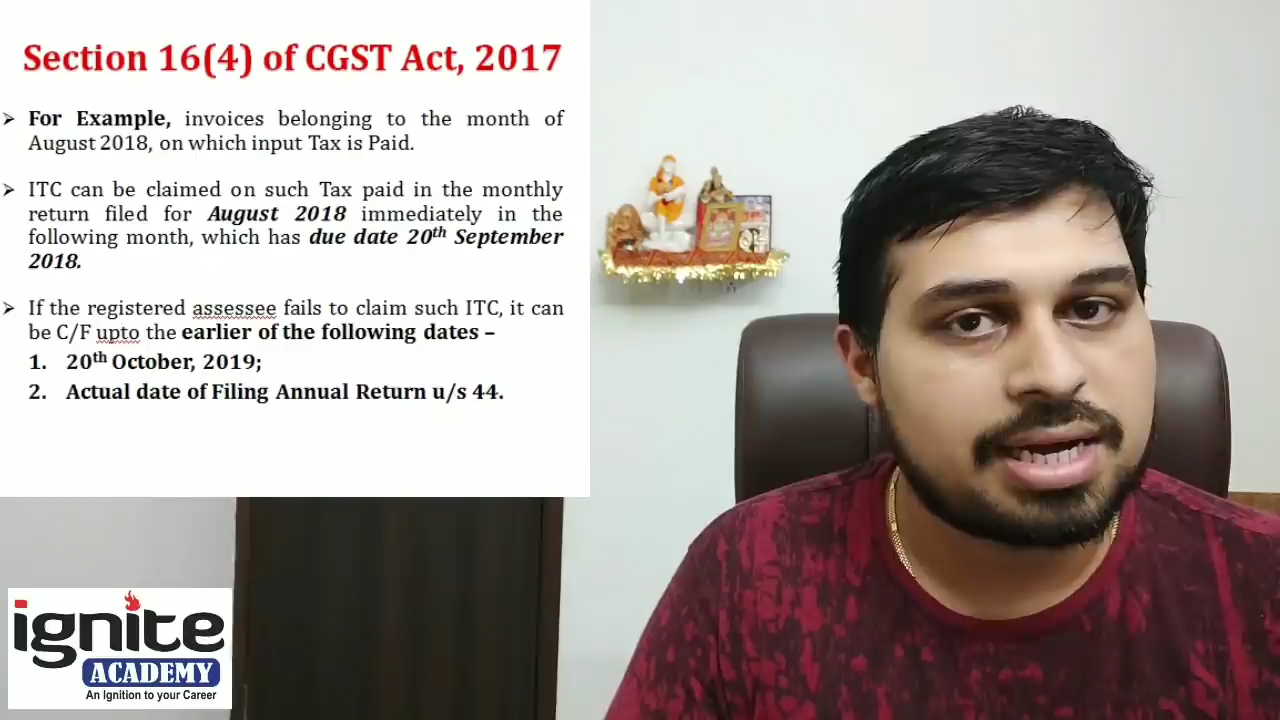 Section 16(4) of CGST Act, 2017
➢ For Example, invoices belonging to the month of
August 2018, on which input Tax is Paid.
➢ ITC can be claimed on such Tax paid in the monthly
return filed for August 2018 immediately in the
following month, which has due date 20th September
2018.
➢ If the registered assessee fails to claim such ITC, it can
be C/F upto the earlier of the following dates –
1. 20th October, 2019;
2. Actual date of Filing Annual Return u/s 44.
ignite
ACADEMY
An Ignition to your Career